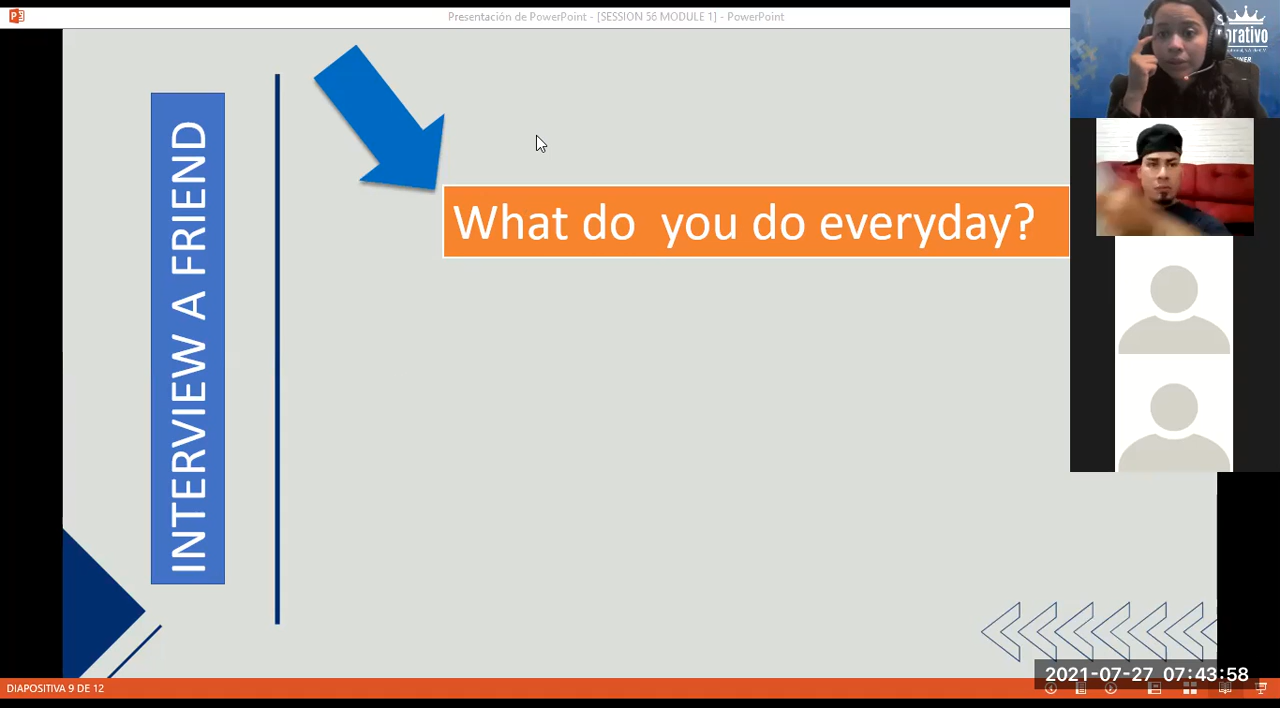 Presentación de PowerPoint - [SESSION 56 MODULE 1] - PowerPoint
INTERVIEW A FRIEND
What do  you do everyday?
2021-07-27 07:43:58
DIAPOSITIVA 9 DE 12